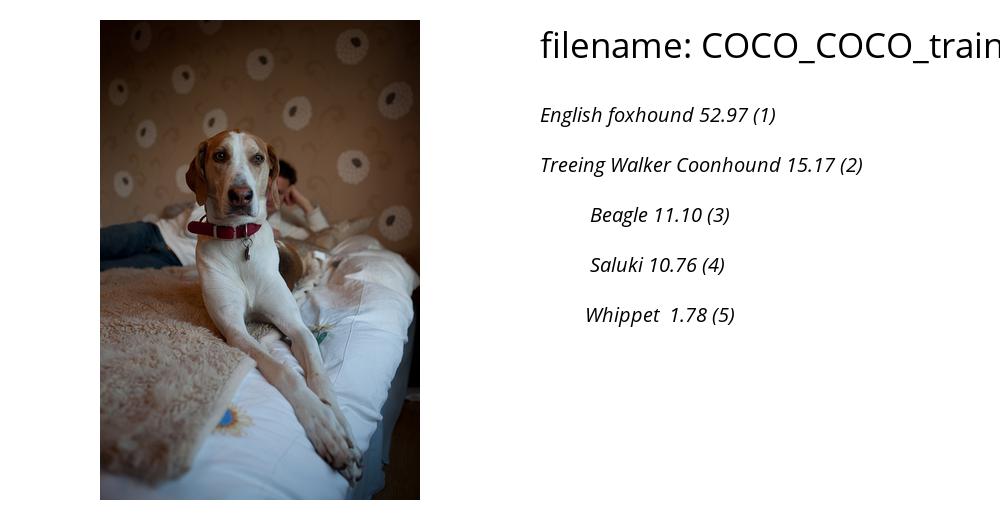 filename: COCO_COCO_train
English foxhound 52.97 (1)
Treeing Walker Coonhound 15.17 (2)
Beagle 11.10 (3)
Saluki 10.76 (4)
Whippet 1.78 (5)